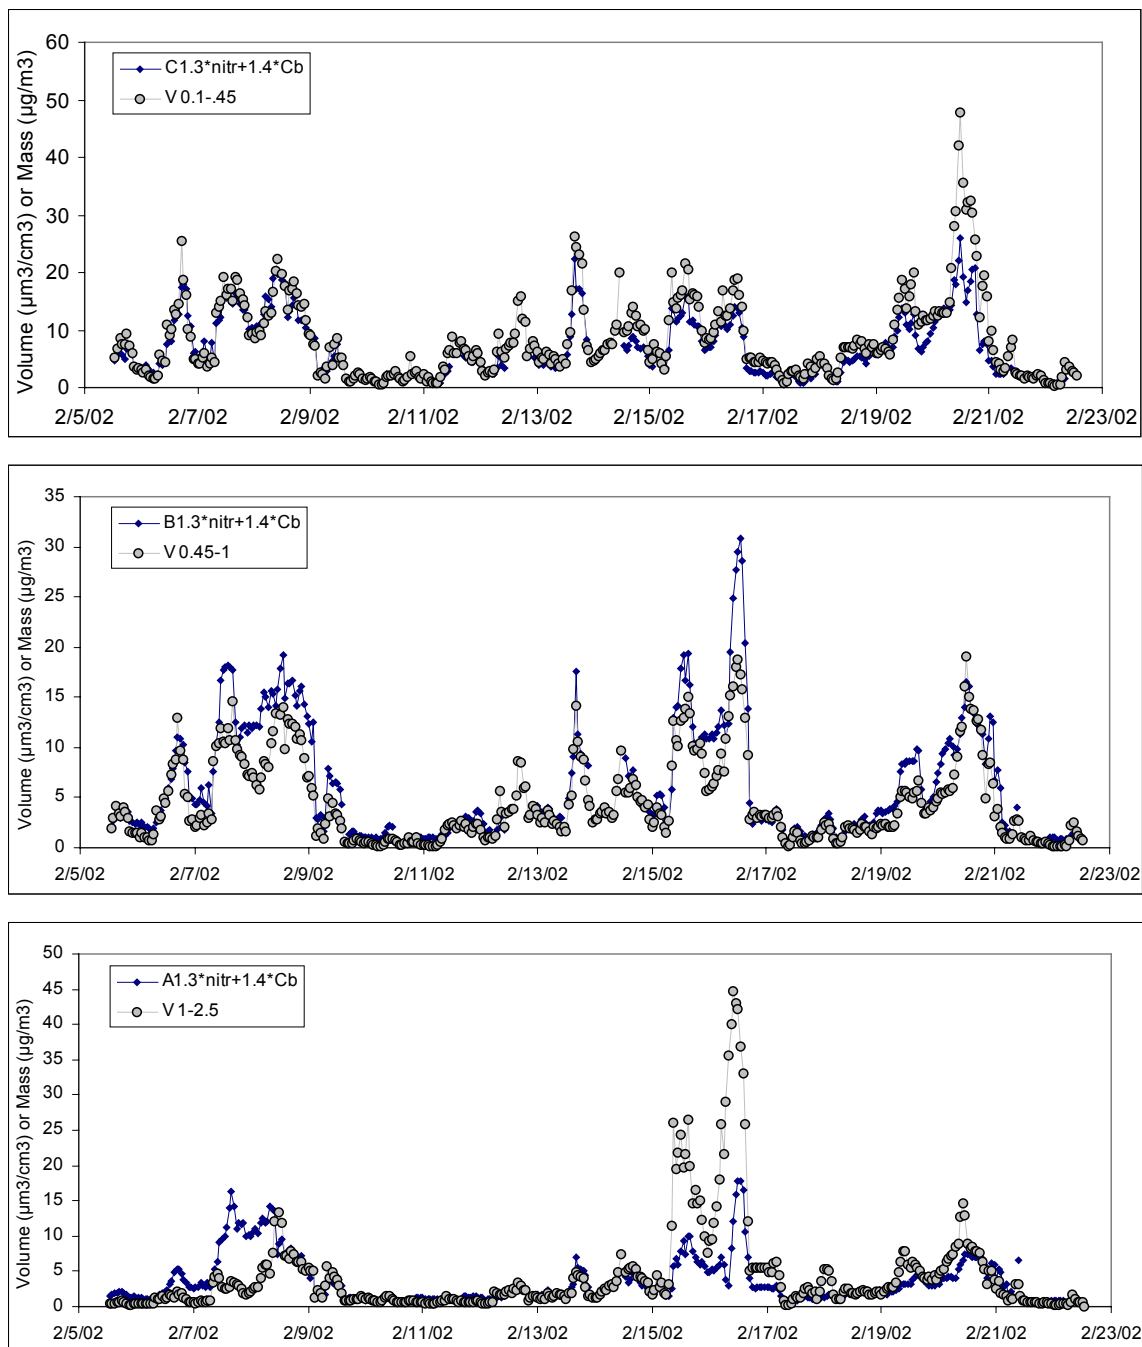 60
50
40
30
20
10
0
Volume (µm3/cm3) or Mass (µg/m3)
C1.3*nitr+1.4*Cb
V 0.1-.45
2/5/02 2/7/02 2/9/02 2/11/02 2/13/02 2/15/02 2/17/02 2/19/02 2/21/02 2/23/02
35
30
25
20
15
10
5
0
Volume (µm3/cm3) or Mass (µg/m3)
B1.3*nitr+1.4*Cb
V 0.45-1
2/5/02 2/7/02 2/9/02 2/11/02 2/13/02 2/15/02 2/17/02 2/19/02 2/21/02 2/23/02
50
45
40
35
30
25
20
15
10
5
0
Volume (µm3/cm3) or Mass (µg/m3)
A1.3*nitr+1.4*Cb
V 1-2.5
2/5/02 2/7/02 2/9/02 2/11/02 2/13/02 2/15/02 2/17/02 2/19/02 2/21/02 2/23/02